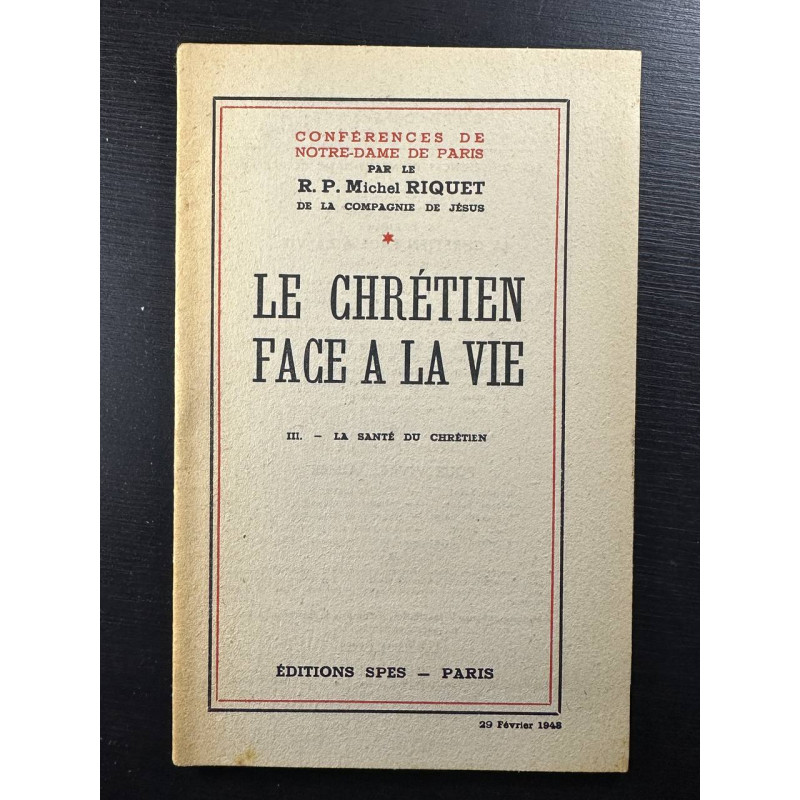 CONFÉRENCES DE
NOTRE-DAME DE PARIS
PAR LE
R. P. Michel RIQUET
DE LA COMPAGNIE DE JÉSUS
LE CHRÉTIEN
FACE A LA VIE
III. — LA SANTÉ DU CHRÉTIEN
ÉDITIONS SPES — PARIS
29 Février 1948